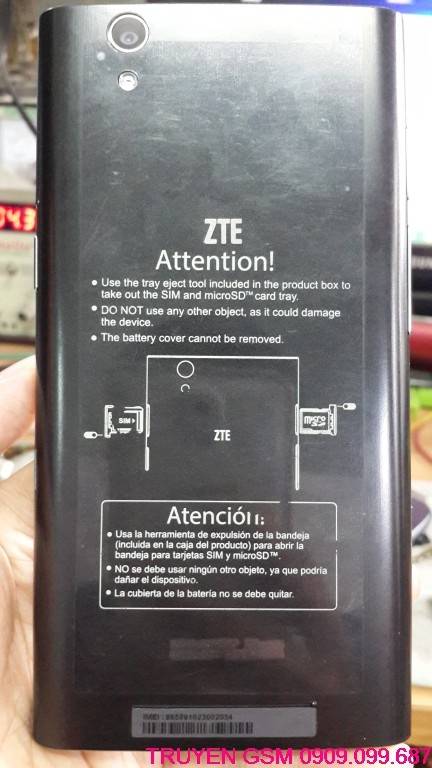 04.3
ZTE
Attention!
• Use the tray eject tool included in the product box to
take out the SIM and microSD™ card tray.
• DO NOT use any other object, as it could damage
the device.
• The battery cover cannot be removed.
SIM
ZTE
micro
Atención:
• Usa la herramienta de expulsión de la bandeja
(incluida en la caja del producto) para abrir la
bandeja para tarjetas SIM y microSD™.
• NO se debe usar ningún otro objeto, ya que podría
dañar el dispositivo.
• La cubierta de la batería no se debe quitar.
IMEI:
TRUYEN GSM 0909.099.687